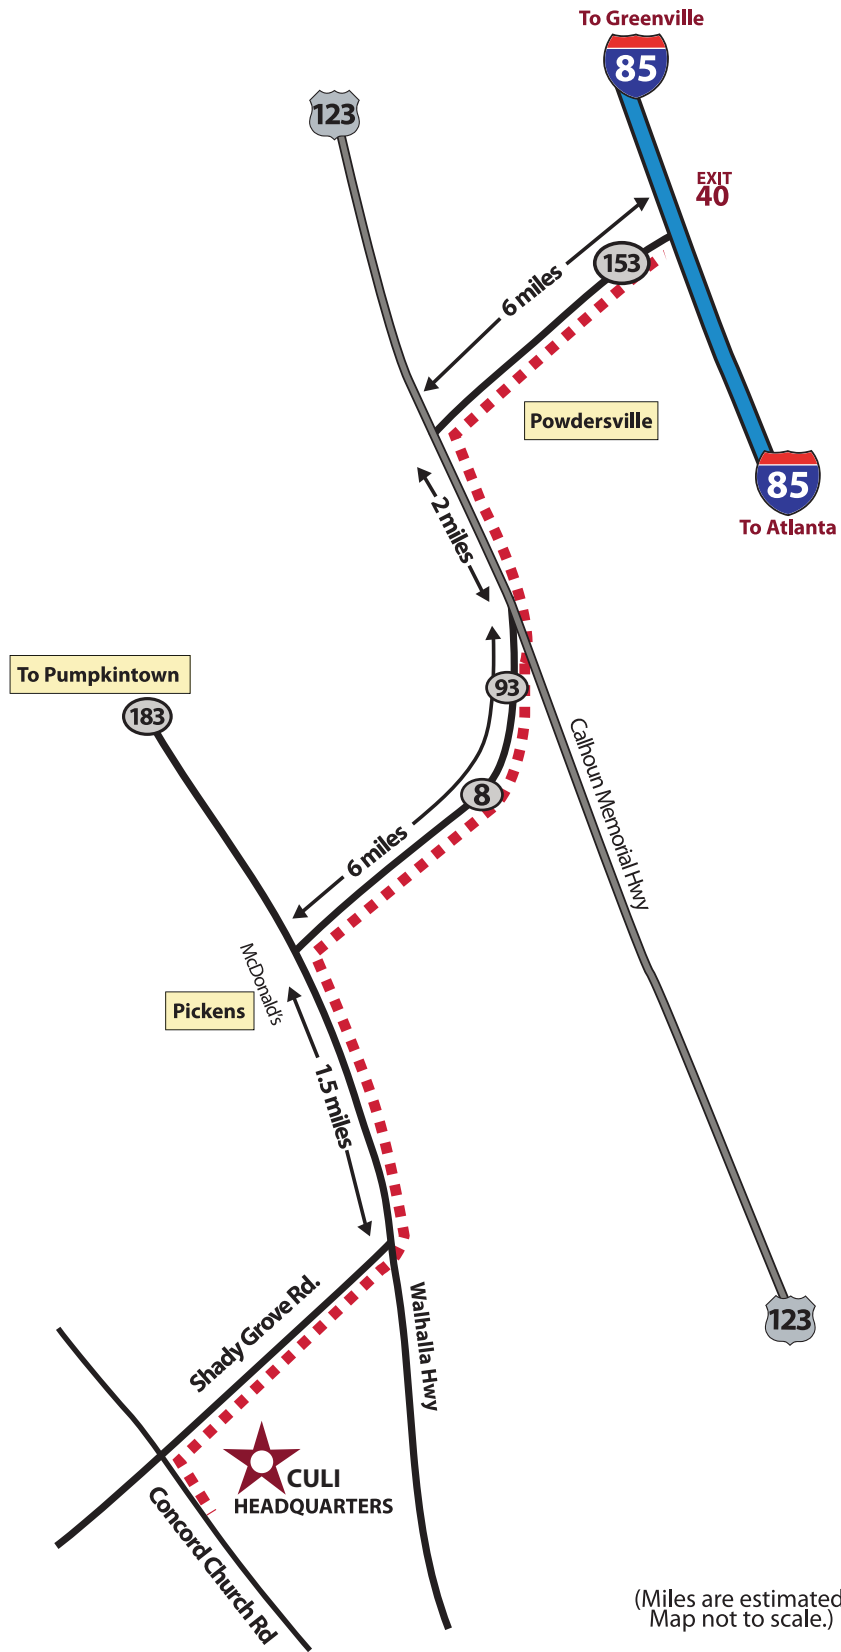 To Greenville
85
123
EXIT
40
153
6 miles
Powdersville
85
To Atlanta
2 miles
To Pumpkintown
183
93
Calhoun Memorial Hwy
8
6 miles
McDonald's
Pickens
1.5 miles
Shady Grove Rd.
Walhalla Hwy
123
CULI
HEADQUARTERS
Concord Church Rd
(Miles are estimated
Map not to scale.)